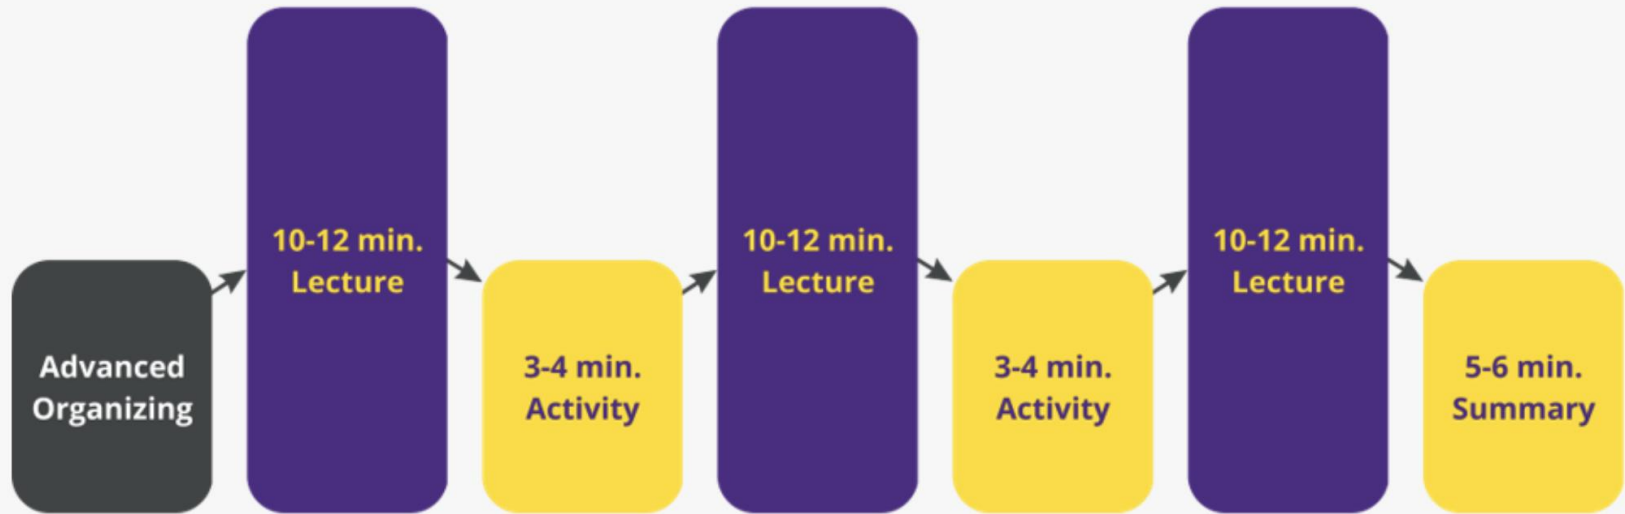 Advanced
Organizing
10-12 min.
Lecture
3-4 min.
Activity
10-12 min.
Lecture
3-4 min.
Activity
10-12 min.
Lecture
5-6 min.
Summary